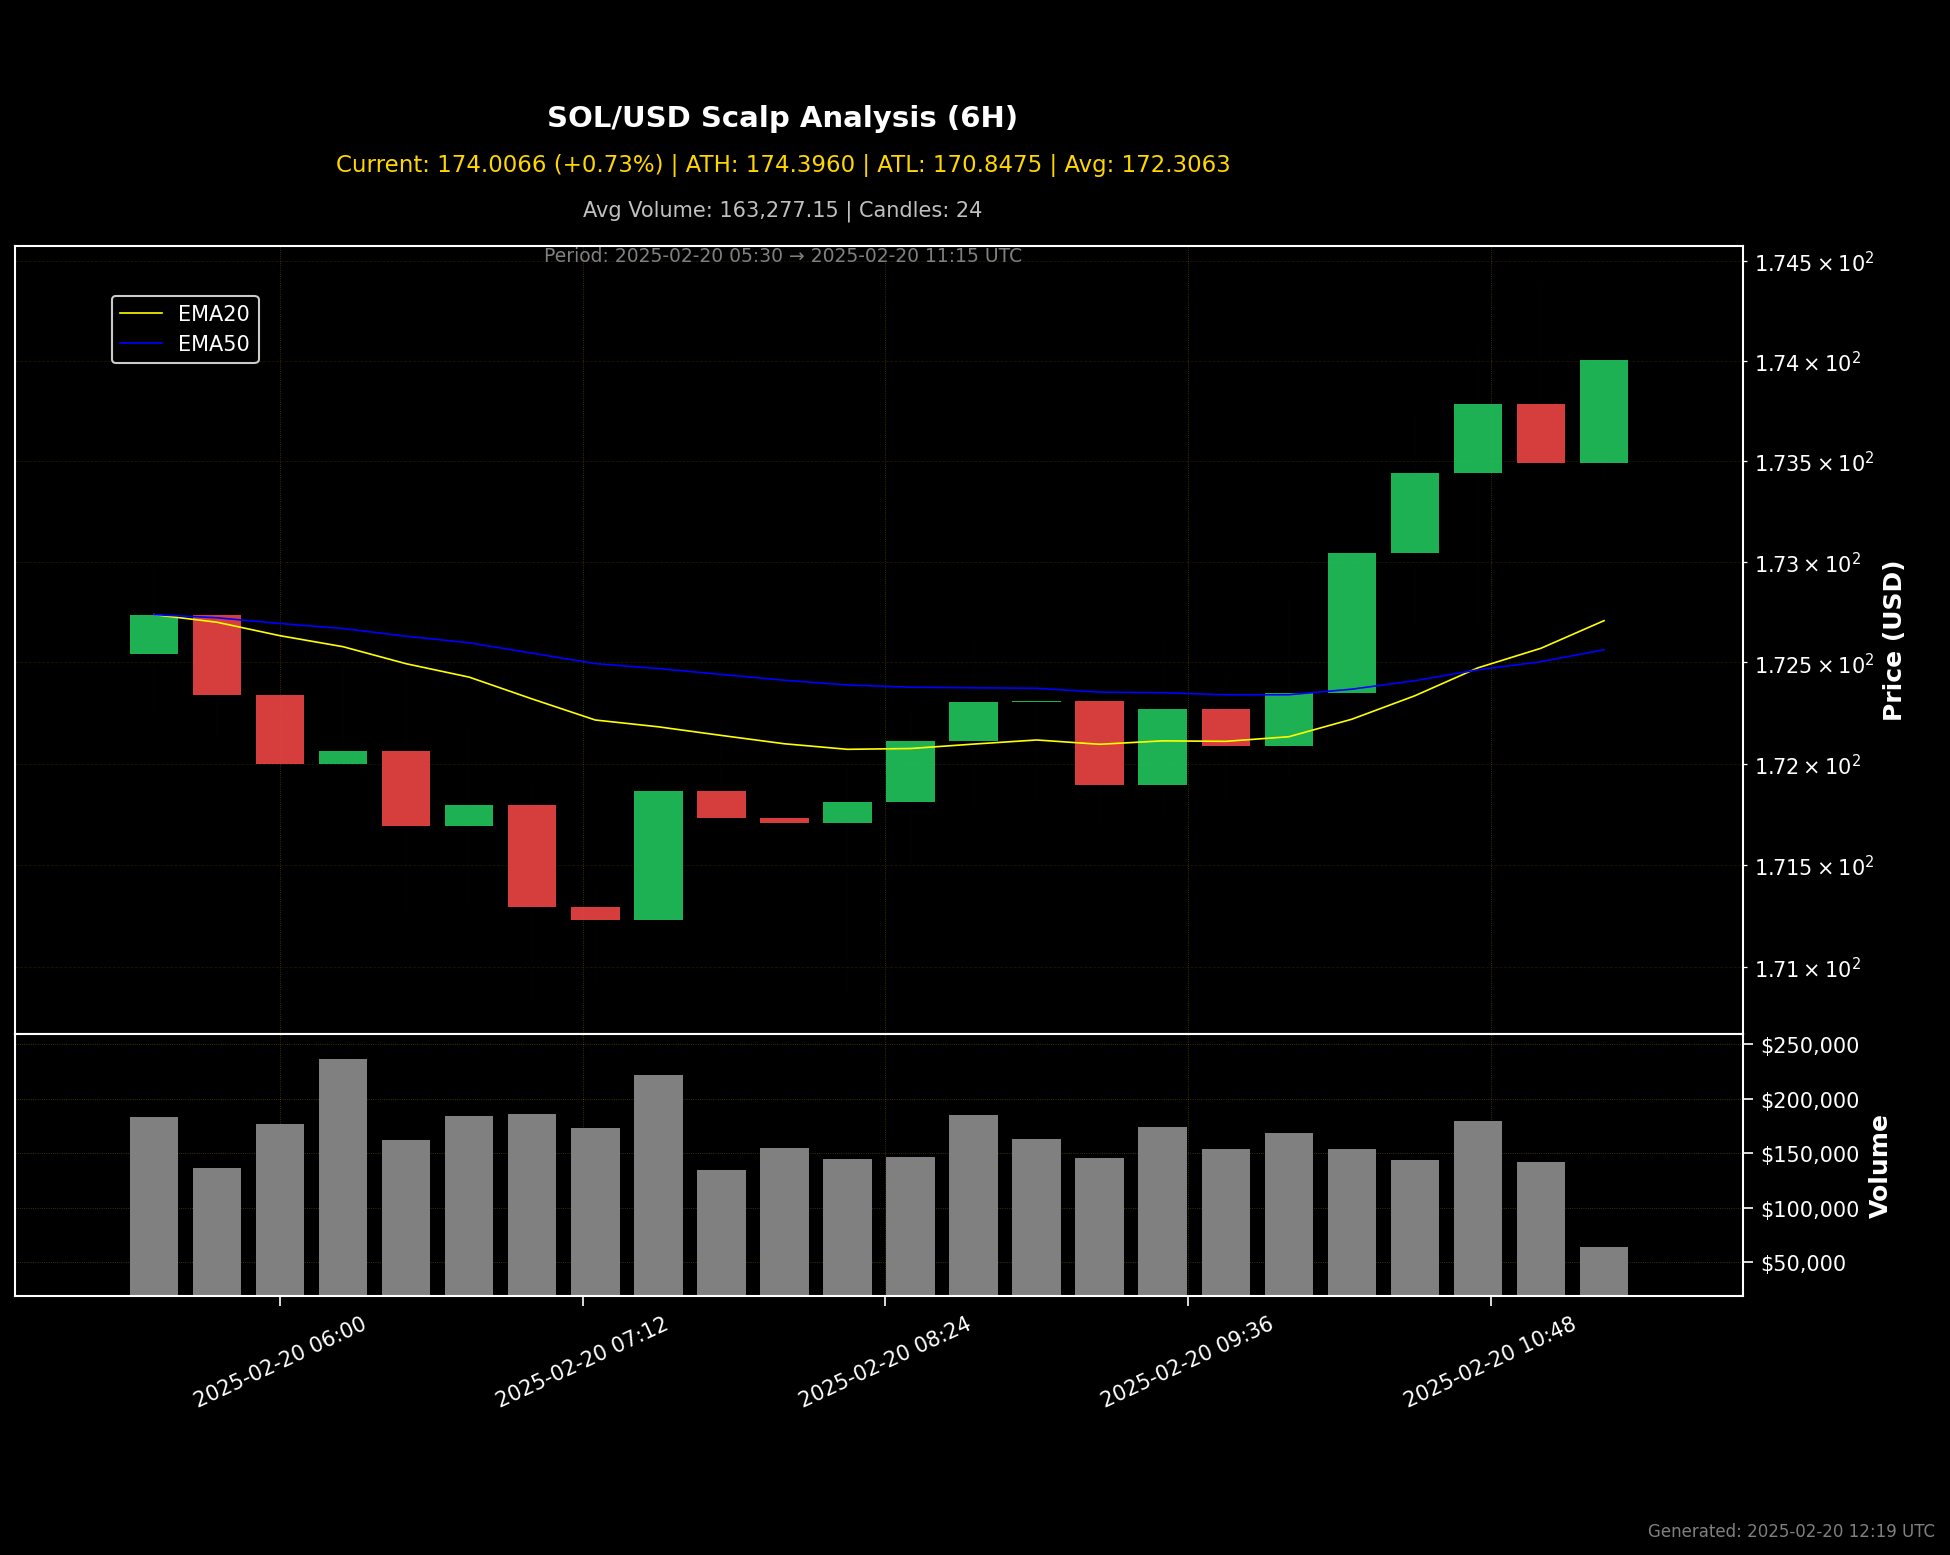 SOL/USD Scalp Analysis (6H)
Current: 174.0066 (+0.73%) | ATH: 174.3960 | ATL: 170.8475 | Avg: 172.3063
Avg Volume: 163,277.15 | Candles: 24
Period: 2025-02-20 05:30 → 2025-02-20 11:15 UTC
EMA20
EMA50
1.745 × 10²
1.74 × 10²
1.735 × 10²
1.73 × 10²
1.725 × 10²
1.72 × 10²
1.715 × 10²
1.71 × 10²
Price (USD)
$250,000
$200,000
$150,000
$100,000
$50,000
Volume
2025-02-20 06:00
2025-02-20 07:12
2025-02-20 08:24
2025-02-20 09:36
2025-02-20 10:48
Generated: 2025-02-20 12:19 UTC